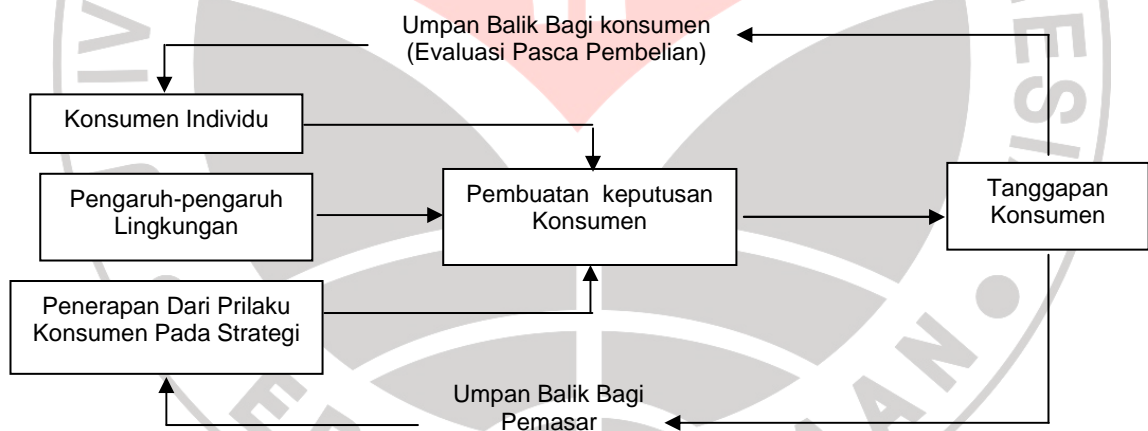 Umpan Balik Bagi konsumen
(Evaluasi Pasca Pembelian)
Konsumen Individu
Pengaruh-pengaruh
Lingkungan
Pembuatan keputusan
Konsumen
Tanggapan
Konsumen
Penerapan Dari Prilaku
Konsumen Pada Strategi
Umpan Balik Bagi
Pemasar